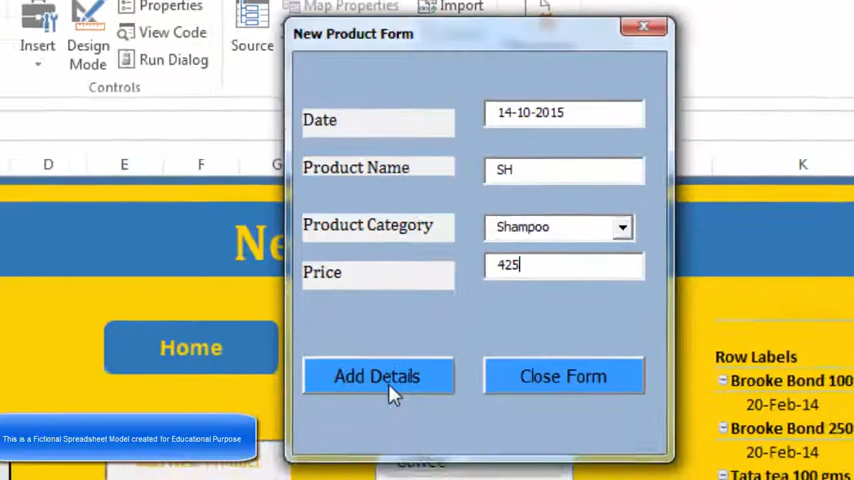 Properties
Map Properties
Import
View Code
Insert
Design
Mode
Source
Run Dialog
Controls
New Product Form
Date
14-10-2015
Product Name
SH
Product Category
Shampoo
Price
425
Add Details
Close Form
D
E
F
G
K
Ne
Home
Row Labels
Brooke Bond 100
20-Feb-14
Brooke Bond 250
20-Feb-14
Tata tea 100 gms
This is a Fictional Spreadsheet Model created for Educational Purpose